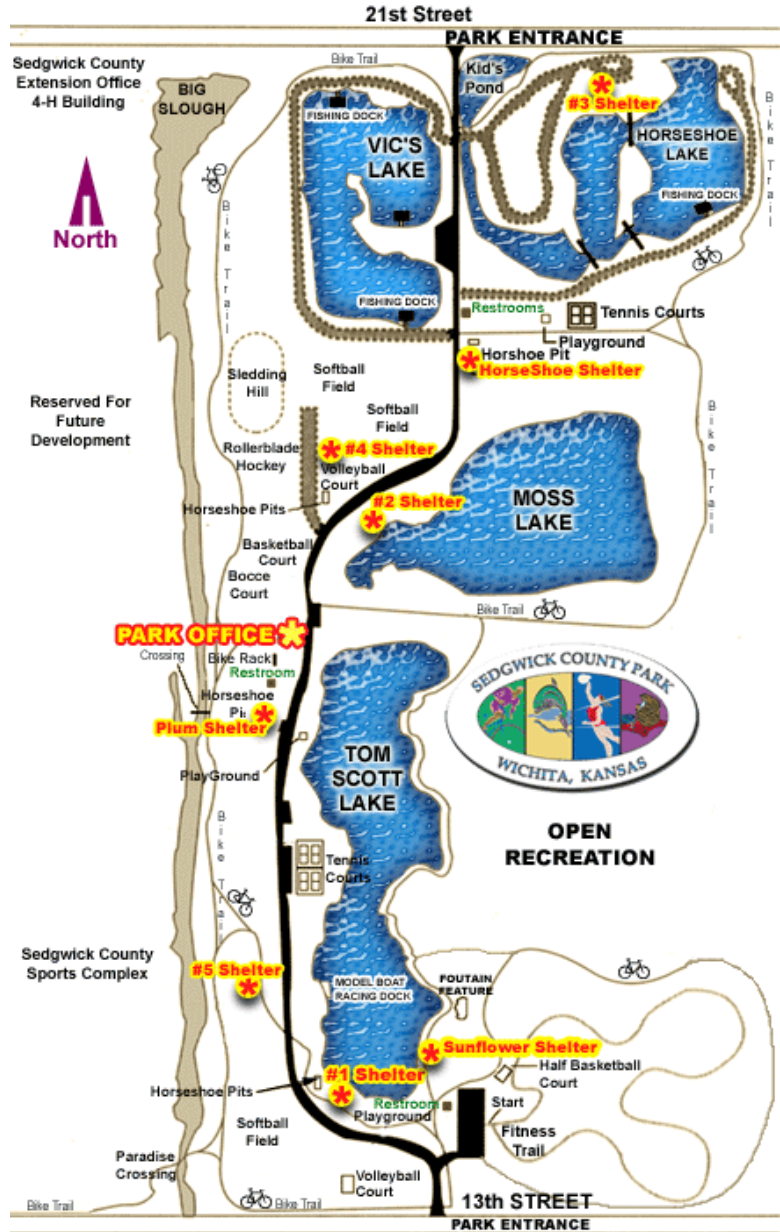 21st Street
PARK ENTRANCE
Sedgwick County
Extension Office
4-H Building
BIG
SLOUGH
Bike Trail
Kid's
Pond
#3 Shelter
FISHING DOCK
VIC'S
LAKE
HORSESHOE
LAKE
FISHING DOCK
Bike Trail
North
Bike Trail
FISHING DOCK
Restrooms
Tennis Courts
Playground
Horshoe Pit
HorseShoe Shelter
Sledding
Hill
Softball
Field
Reserved For
Future
Development
Softball
Field
Bike Trail
Rollerblade
Hockey
#4 Shelter
Volleyball
Court
Horseshoe Pits
#2 Shelter
MOSS
LAKE
Basketball
Court
Bocce
Court
Bike Trail
PARK OFFICE
Crossing
Bike Rack
Restroom
Horseshoe
Pi
Plum Shelter
SEDGWICK COUNTY PARK
WICHITA, KANSAS
PlayGround
TOM
SCOTT
LAKE
Bike Trail
OPEN
RECREATION
Tennis
Courts
Sedgwick County
Sports Complex
#5 Shelter
MODEL BOAT
RACING DOCK
FOUTAIN
FEATURE
Sunflower Shelter
Half Basketball
Court
Horseshoe Pits
#1 Shelter
Restroom
Playground
Start
Fitness
Trail
Softball
Field
Paradise
Crossing
Volleyball
Court
Bike Trail
Bike Trail
13th STREET
PARK ENTRANCE